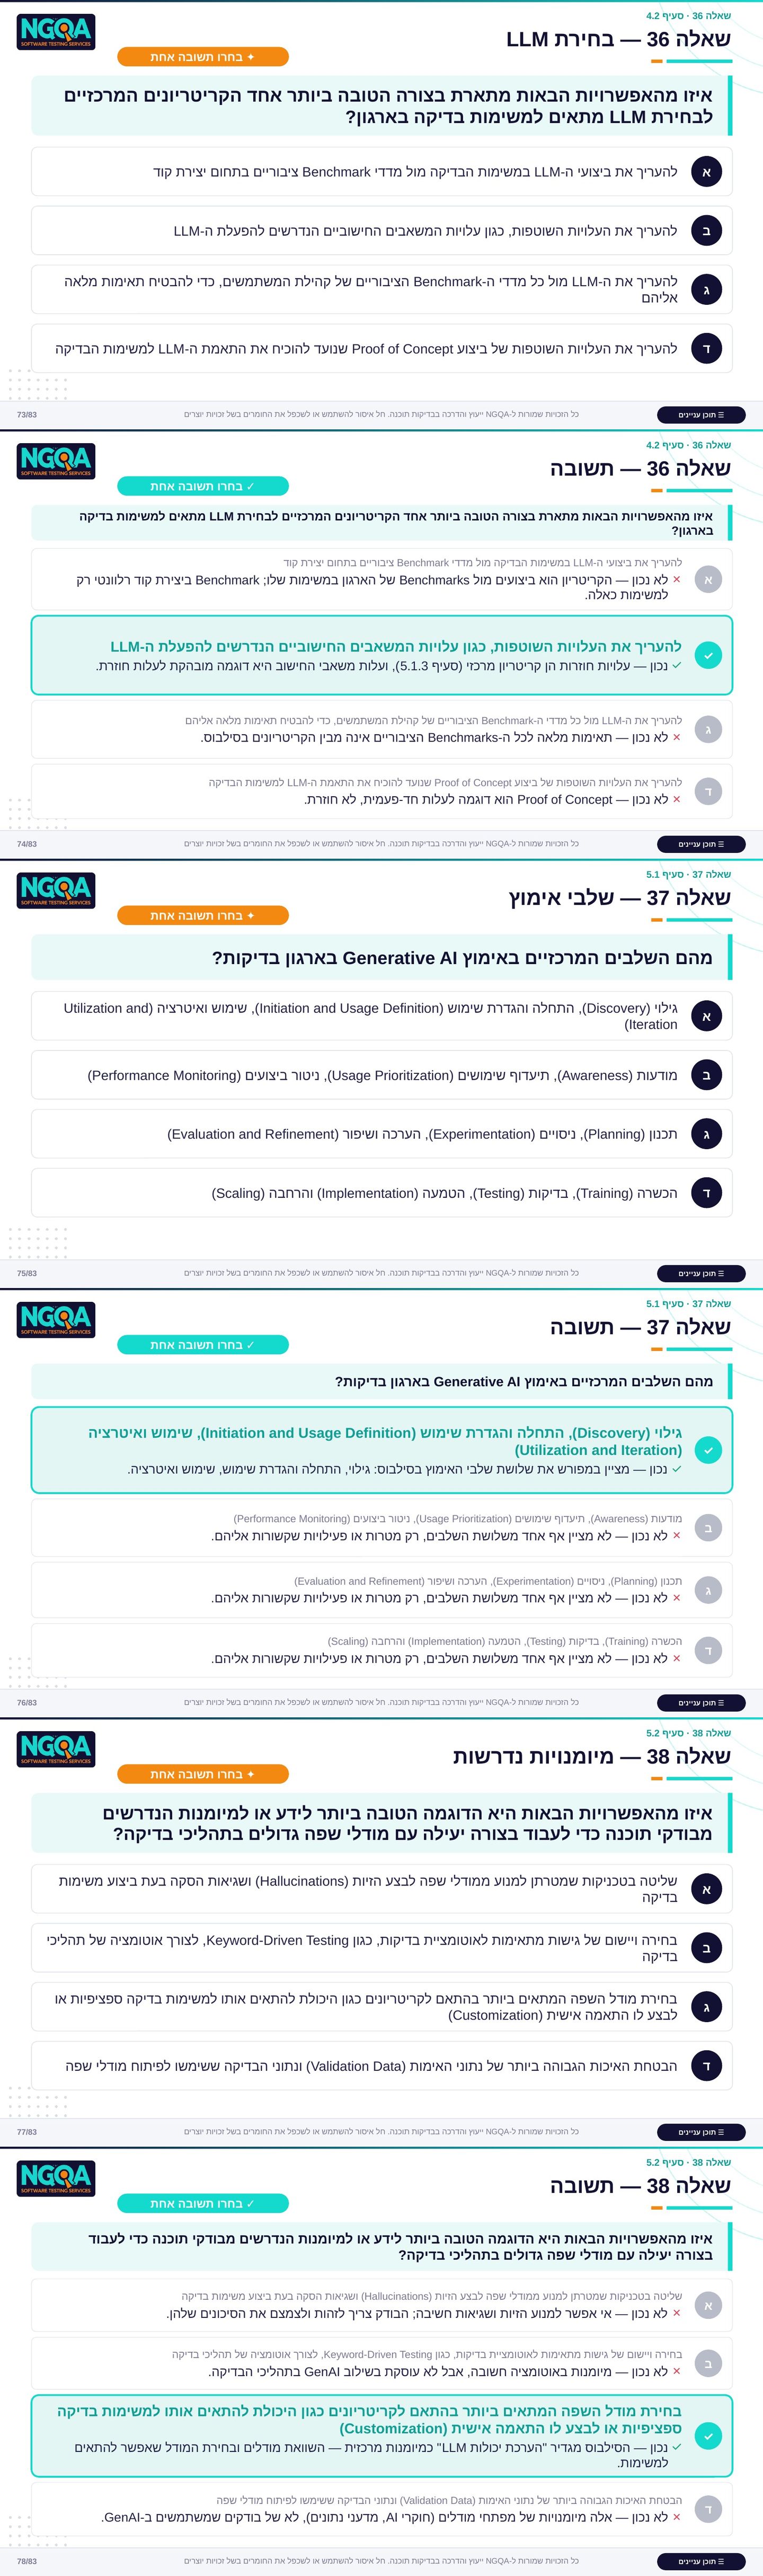 שאלה 36 · סעיף 4.2
שאלה 36 — בחירת LLM
NGQA
SOFTWARE TESTING SERVICES
✦ בחרו תשובה אחת
איזו מהאפשרויות הבאות מתארת בצורה הטובה ביותר אחד הקריטריונים המרכזיים
לבחירת LLM מתאים למשימות בדיקה בארגון?
א
להעריך את ביצועי ה-LLM במשימות הבדיקה מול מדדי Benchmark ציבוריים בתחום יצירת קוד
ב
להעריך את העלויות השוטפות, כגון עלויות המשאבים החישוביים הנדרשים להפעלת ה-LLM
ג
להעריך את ה-LLM מול כל מדדי ה-Benchmark הציבוריים של קהילת המשתמשים, כדי להבטיח תאימות מלאה
אליהם
ד
להעריך את העלויות השוטפות של ביצוע Proof of Concept שנועד להוכיח את התאמת ה-LLM למשימות הבדיקה
☰ תוכן עניינים
כל הזכויות שמורות ל-NGQA ייעוץ והדרכה בבדיקות תוכנה. חל איסור להשתמש או לשכפל את החומרים בשל זכויות יוצרים
73/83
שאלה 36 · סעיף 4.2
שאלה 36 — תשובה
NGQA
SOFTWARE TESTING SERVICES
✓ בחרו תשובה אחת
איזו מהאפשרויות הבאות מתארת בצורה הטובה ביותר אחד הקריטריונים המרכזיים לבחירת LLM מתאים למשימות בדיקה
בארגון?
א
להעריך את ביצועי ה-LLM במשימות הבדיקה מול מדדי Benchmark ציבוריים בתחום יצירת קוד
✕ לא נכון — הקריטריון הוא ביצועים מול Benchmarks של הארגון במשימות שלו; Benchmark ביצירת קוד רלוונטי רק
למשימות כאלה.
✓
להעריך את העלויות השוטפות, כגון עלויות המשאבים החישוביים הנדרשים להפעלת ה-LLM
✓ נכון — עלויות חוזרות הן קריטריון מרכזי (סעיף 5.1.3), ועלות משאבי החישוב היא דוגמה מובהקת לעלות חוזרת.
ג
להעריך את ה-LLM מול כל מדדי ה-Benchmark הציבוריים של קהילת המשתמשים, כדי להבטיח תאימות מלאה אליהם
✕ לא נכון — תאימות מלאה לכל ה-Benchmarks הציבוריים אינה מבין הקריטריונים בסילבוס.
ד
להעריך את העלויות השוטפות של ביצוע Proof of Concept שנועד להוכיח את התאמת ה-LLM למשימות הבדיקה
✕ לא נכון — Proof of Concept הוא דוגמה לעלות חד-פעמית, לא חוזרת.
☰ תוכן עניינים
כל הזכויות שמורות ל-NGQA ייעוץ והדרכה בבדיקות תוכנה. חל איסור להשתמש או לשכפל את החומרים בשל זכויות יוצרים
74/83
שאלה 37 · סעיף 5.1
שאלה 37 — שלבי אימוץ
NGQA
SOFTWARE TESTING SERVICES
✦ בחרו תשובה אחת
מהם השלבים המרכזיים באימוץ Generative AI בארגון בדיקות?
א
גילוי (Discovery), התחלה והגדרת שימוש (Initiation and Usage Definition), שימוש ואיטרציה (Utilization and
Iteration)
ב
מודעות (Awareness), תיעדוף שימושים (Usage Prioritization), ניטור ביצועים (Performance Monitoring)
ג
תכנון (Planning), ניסויים (Experimentation), הערכה ושיפור (Evaluation and Refinement)
ד
הכשרה (Training), בדיקות (Testing), הטמעה (Implementation) והרחבה (Scaling)
☰ תוכן עניינים
כל הזכויות שמורות ל-NGQA ייעוץ והדרכה בבדיקות תוכנה. חל איסור להשתמש או לשכפל את החומרים בשל זכויות יוצרים
75/83
שאלה 37 · סעיף 5.1
שאלה 37 — תשובה
NGQA
SOFTWARE TESTING SERVICES
✓ בחרו תשובה אחת
מהם השלבים המרכזיים באימוץ Generative AI בארגון בדיקות?
✓
גילוי (Discovery), התחלה והגדרת שימוש (Initiation and Usage Definition), שימוש ואיטרציה
(Utilization and Iteration)
✓ נכון — מציין במפורש את שלושת שלבי האימוץ בסילבוס: גילוי, התחלה והגדרת שימוש, שימוש ואיטרציה.
ב
מודעות (Awareness), תיעדוף שימושים (Usage Prioritization), ניטור ביצועים (Performance Monitoring)
✕ לא נכון — לא מציין אף אחד משלושת השלבים, רק מטרות או פעילויות שקשורות אליהם.
ג
תכנון (Planning), ניסויים (Experimentation), הערכה ושיפור (Evaluation and Refinement)
✕ לא נכון — לא מציין אף אחד משלושת השלבים, רק מטרות או פעילויות שקשורות אליהם.
ד
הכשרה (Training), בדיקות (Testing), הטמעה (Implementation) והרחבה (Scaling)
✕ לא נכון — לא מציין אף אחד משלושת השלבים, רק מטרות או פעילויות שקשורות אליהם.
☰ תוכן עניינים
כל הזכויות שמורות ל-NGQA ייעוץ והדרכה בבדיקות תוכנה. חל איסור להשתמש או לשכפל את החומרים בשל זכויות יוצרים
76/83
שאלה 38 · סעיף 5.2
שאלה 38 — מיומנויות נדרשות
NGQA
SOFTWARE TESTING SERVICES
✦ בחרו תשובה אחת
איזו מהאפשרויות הבאות היא הדוגמה הטובה ביותר לידע או למיומנות הנדרשים
מבודקי תוכנה כדי לעבוד בצורה יעילה עם מודלי שפה גדולים בתהליכי בדיקה?
א
שליטה בטכניקות שמטרתן למנוע ממודלי שפה לבצע הזיות (Hallucinations) ושגיאות הסקה בעת ביצוע משימות
בדיקה
ב
בחירה ויישום של גישות מתאימות לאוטומציית בדיקות, כגון Keyword-Driven Testing, לצורך אוטומציה של תהליכי
בדיקה
ג
בחירת מודל השפה המתאים ביותר בהתאם לקריטריונים כגון היכולת להתאים אותו למשימות בדיקה ספציפיות או
לבצע לו התאמה אישית (Customization)
ד
הבטחת האיכות הגבוהה ביותר של נתוני האימות (Validation Data) ונתוני הבדיקה ששימשו לפיתוח מודלי שפה
☰ תוכן עניינים
כל הזכויות שמורות ל-NGQA ייעוץ והדרכה בבדיקות תוכנה. חל איסור להשתמש או לשכפל את החומרים בשל זכויות יוצרים
77/83
שאלה 38 · סעיף 5.2
שאלה 38 — תשובה
NGQA
SOFTWARE TESTING SERVICES
✓ בחרו תשובה אחת
איזו מהאפשרויות הבאות היא הדוגמה הטובה ביותר לידע או למיומנות הנדרשים מבודקי תוכנה כדי לעבוד
בצורה יעילה עם מודלי שפה גדולים בתהליכי בדיקה?
א
שליטה בטכניקות שמטרתן למנוע ממודלי שפה לבצע הזיות (Hallucinations) ושגיאות הסקה בעת ביצוע משימות בדיקה
✕ לא נכון — אי אפשר למנוע הזיות ושגיאות חשיבה; הבודק צריך לזהות ולצמצם את הסיכונים שלהן.
ב
בחירה ויישום של גישות מתאימות לאוטומציית בדיקות, כגון Keyword-Driven Testing, לצורך אוטומציה של תהליכי בדיקה
✕ לא נכון — מיומנות באוטומציה חשובה, אבל לא עוסקת בשילוב GenAI בתהליכי הבדיקה.
✓
בחירת מודל השפה המתאים ביותר בהתאם לקריטריונים כגון היכולת להתאים אותו למשימות בדיקה
ספציפיות או לבצע לו התאמה אישית (Customization)
✓ נכון — הסילבוס מגדיר "הערכת יכולות LLM" כמיומנות מרכזית — השוואת מודלים ובחירת המודל שאפשר להתאים
למשימות.
ד
הבטחת האיכות הגבוהה ביותר של נתוני האימות (Validation Data) ונתוני הבדיקה ששימשו לפיתוח מודלי שפה
✕ לא נכון — אלה מיומנויות של מפתחי מודלים (חוקרי AI, מדעני נתונים), לא של בודקים שמשתמשים ב-GenAI.
☰ תוכן עניינים
כל הזכויות שמורות ל-NGQA ייעוץ והדרכה בבדיקות תוכנה. חל איסור להשתמש או לשכפל את החומרים בשל זכויות יוצרים
78/83